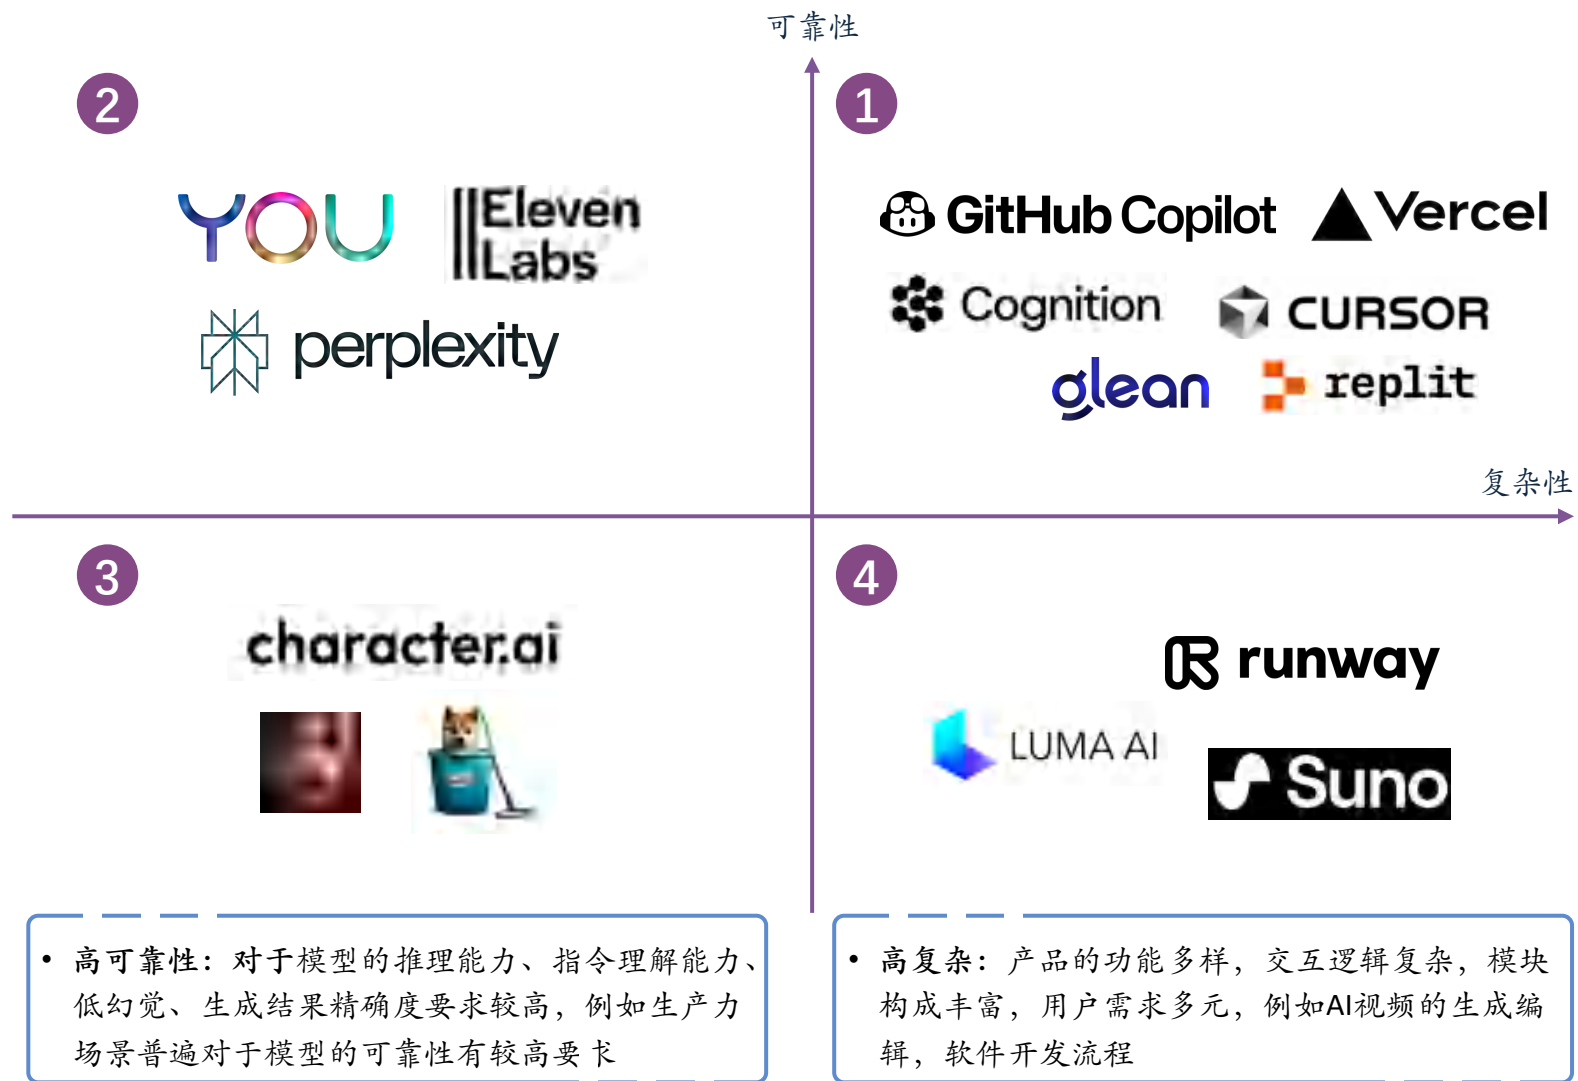 可靠性
2
1
YOU
Eleven
Labs
GitHub Copilot
Vercel
Cognition
CURSOR
perplexity
glean
replit
复杂性
3
4
character.ai
runway
LUMA AI
Suno
• 高可靠性：对于模型的推理能力、指令理解能力、
低幻觉、生成结果精确度要求较高，例如生产力
场景普遍对于模型的可靠性有较高要
• 高复杂：产品的功能多样，交互逻辑复杂，模块
构成丰富，用户需求多元，例如AI视频的生成编
辑，软件开发流程